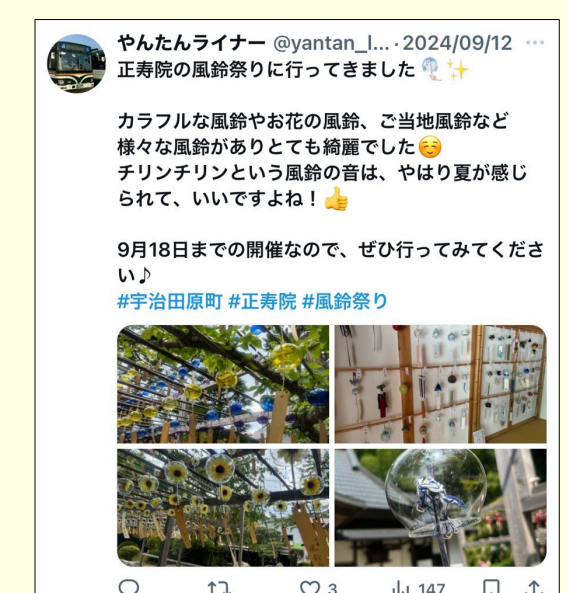 やんたんライナー @yantan_l... · 2024/09/12
正寿院の風鈴祭りに行ってきました🎐✨
カラフルな風鈴やお花の風鈴、ご当地風鈴など
様々な風鈴がありとても綺麗でした☺️
チリンチリンという風鈴の音は、やはり夏が感じ
られて、いいですよね！👍
9月18日までの開催なので、ぜひ行ってみてくださ
い♪
#宇治田原町 #正寿院 #風鈴祭り
3 147